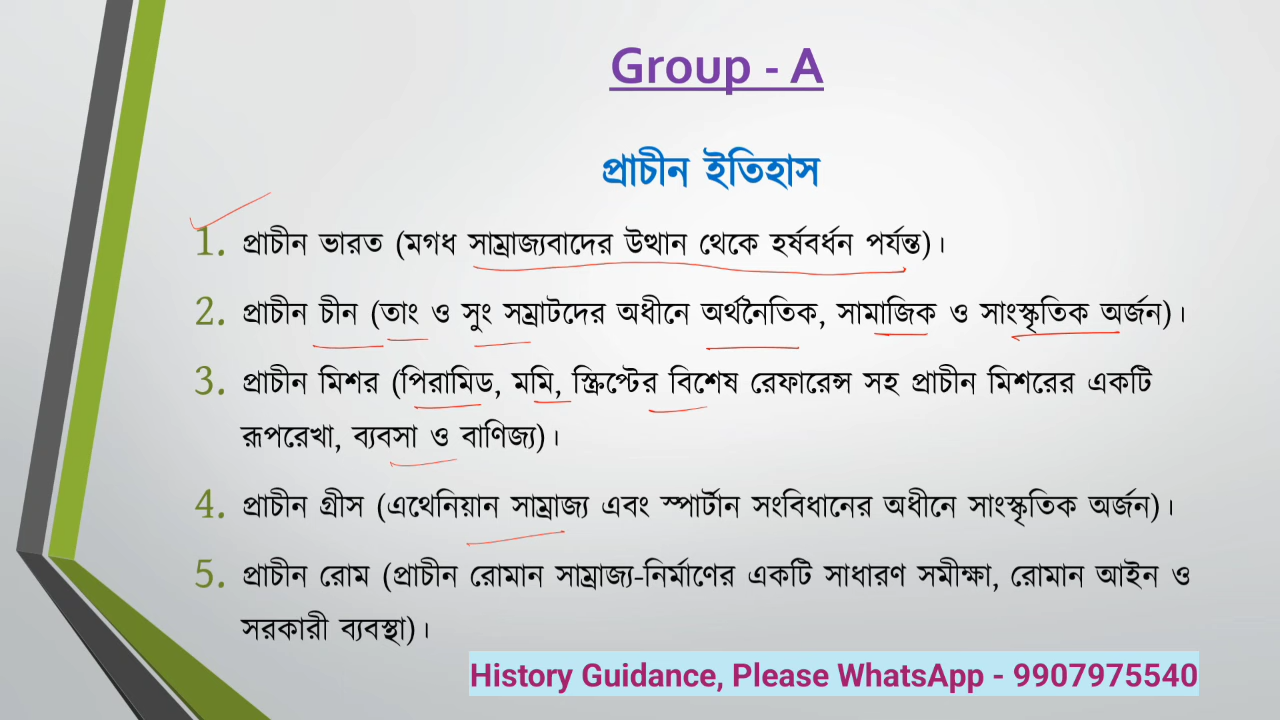 Group - A
প্রাচীন ইতিহাস
1. প্রাচীন ভারত (মগধ সাম্রাজ্যবাদের উত্থান থেকে হর্ষবর্ধন পর্যন্ত)।
2. প্রাচীন চীন (তাং ও সুং সম্রাটদের অধীনে অর্থনৈতিক, সামাজিক ও সাংস্কৃতিক অর্জন)।
3. প্রাচীন মিশর (পিরামিড, মমি, স্ক্রিপ্টের বিশেষ রেফারেন্স সহ প্রাচীন মিশরের একটি
রূপরেখা, ব্যবসা ও বাণিজ্য)।
4. প্রাচীন গ্রীস (এথেনিয়ান সাম্রাজ্য এবং স্পার্টান সংবিধানের অধীনে সাংস্কৃতিক অর্জন)।
5. প্রাচীন রোম (প্রাচীন রোমান সাম্রাজ্য-নির্মাণের একটি সাধারণ সমীক্ষা, রোমান আইন ও
সরকারী ব্যবস্থা)।
History Guidance, Please WhatsApp - 9907975540